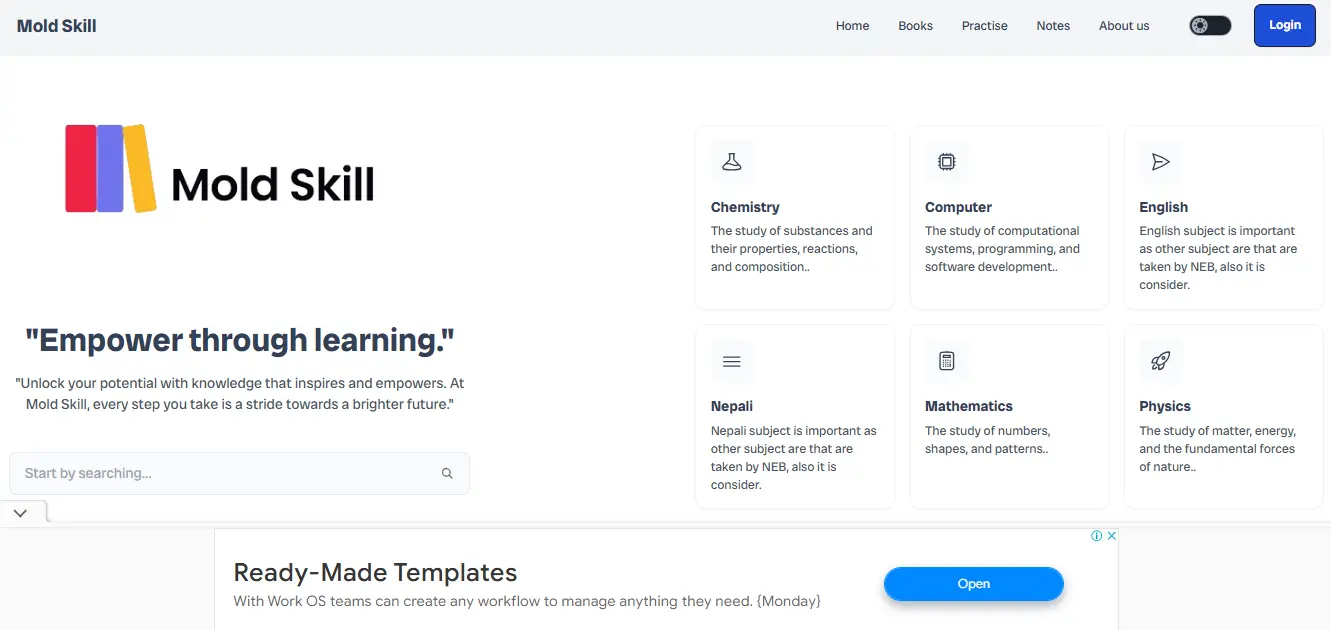 Mold Skill
Home
Books
Practise
Notes
About us
Login
Mold Skill
"Empower through learning."
"Unlock your potential with knowledge that inspires and empowers. At
Mold Skill, every step you take is a stride towards a brighter future."
Start by searching...
Chemistry
The study of substances and
their properties, reactions,
and composition..
Computer
The study of computational
systems, programming, and
software development..
English
English subject is important
as other subject are that are
taken by NEB, also it is
consider.
Nepali
Nepali subject is important as
other subject are that are
taken by NEB, also it is
consider.
Mathematics
The study of numbers,
shapes, and patterns..
Physics
The study of matter, energy,
and the fundamental forces
of nature..
Ready-Made Templates
With Work OS teams can create any workflow to manage anything they need. {Monday}
Open